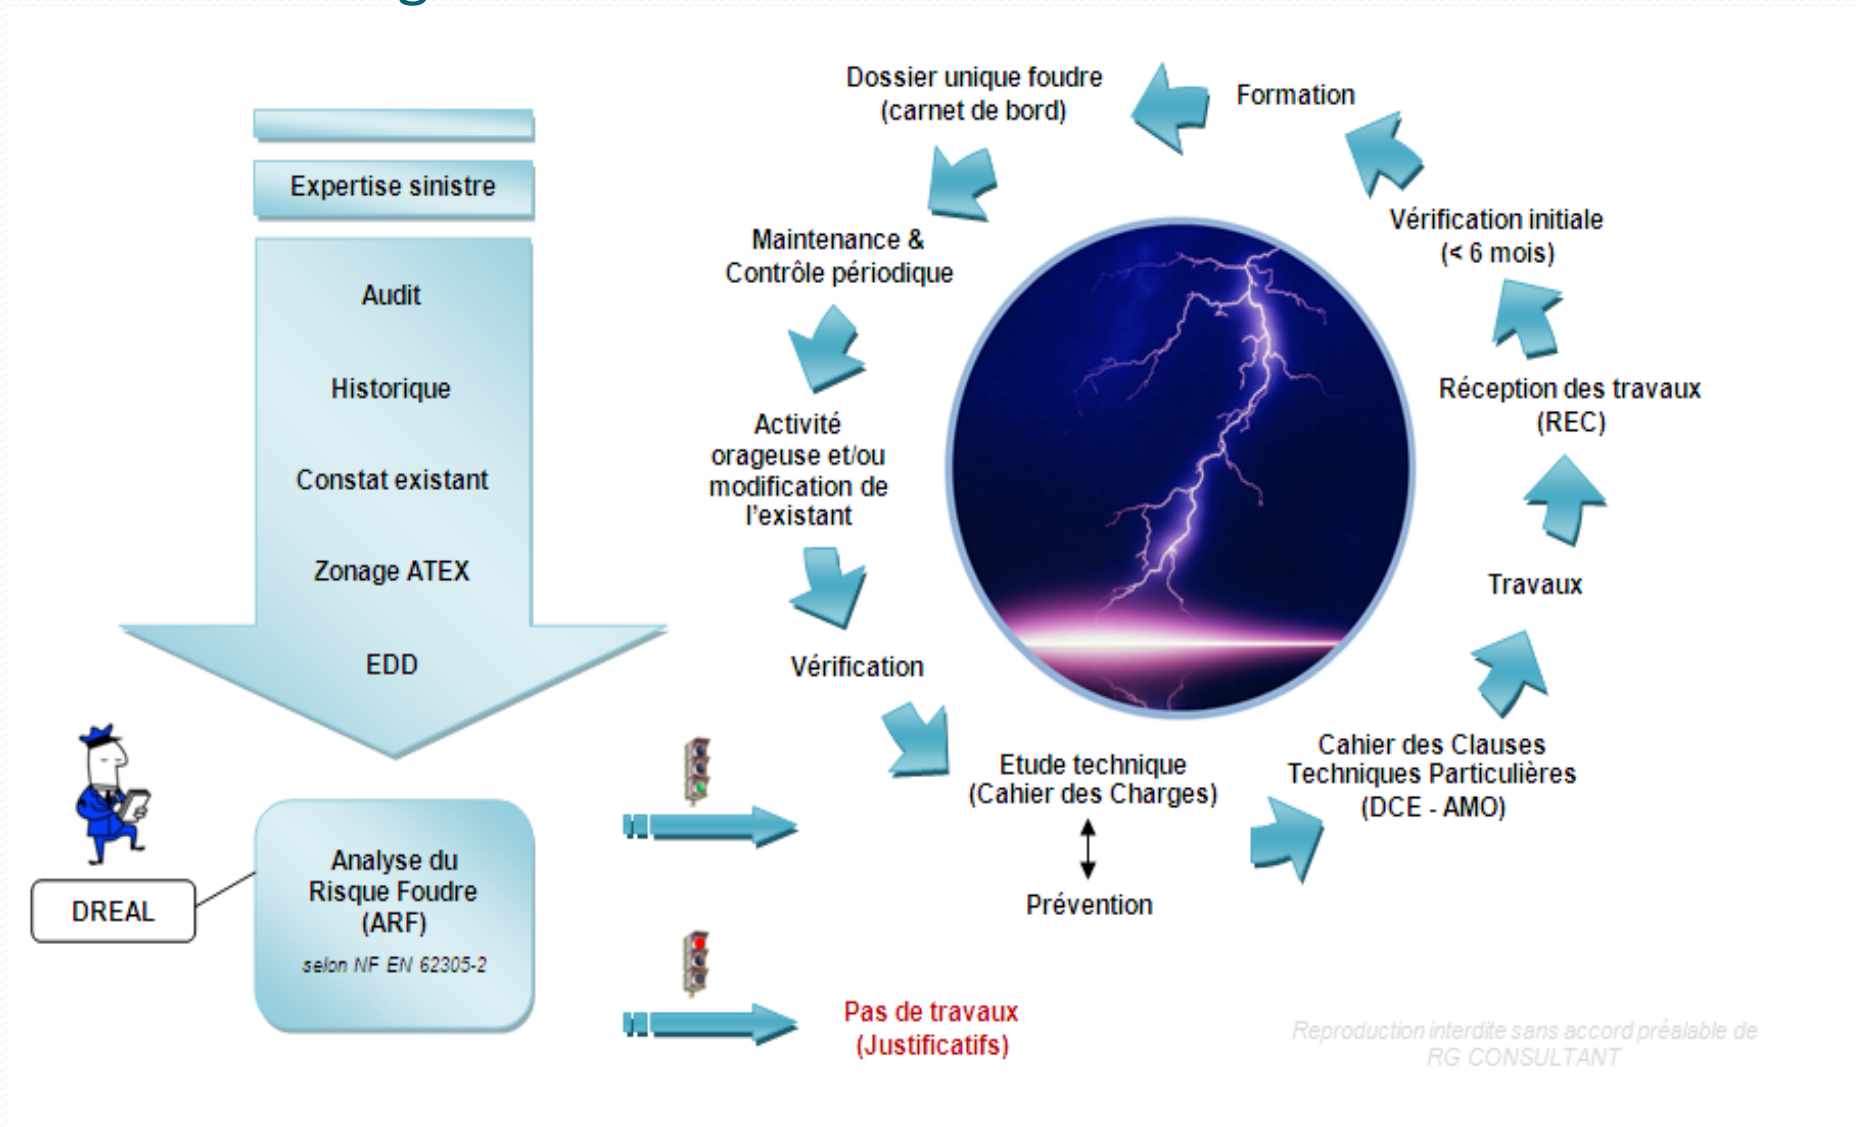 Expertise sinistre
Audit
Historique
Constat existant
Zonage ATEX
EDD
DREAL
Analyse du
Risque Foudre
(ARF)
selon NF EN 62305-2
Pas de travaux
(Justificatifs)
Etude technique
(Cahier des Charges)
Prévention
Cahier des Clauses
Techniques Particulières
(DCE - AMO)
Travaux
Réception des travaux
(REC)
Vérification initiale
(< 6 mois)
Formation
Dossier unique foudre
(carnet de bord)
Maintenance &
Contrôle périodique
Activité
orageuse et/ou
modification de
l'existant
Vérification
Reproduction interdite sans accord préalable de
RG CONSULTANT